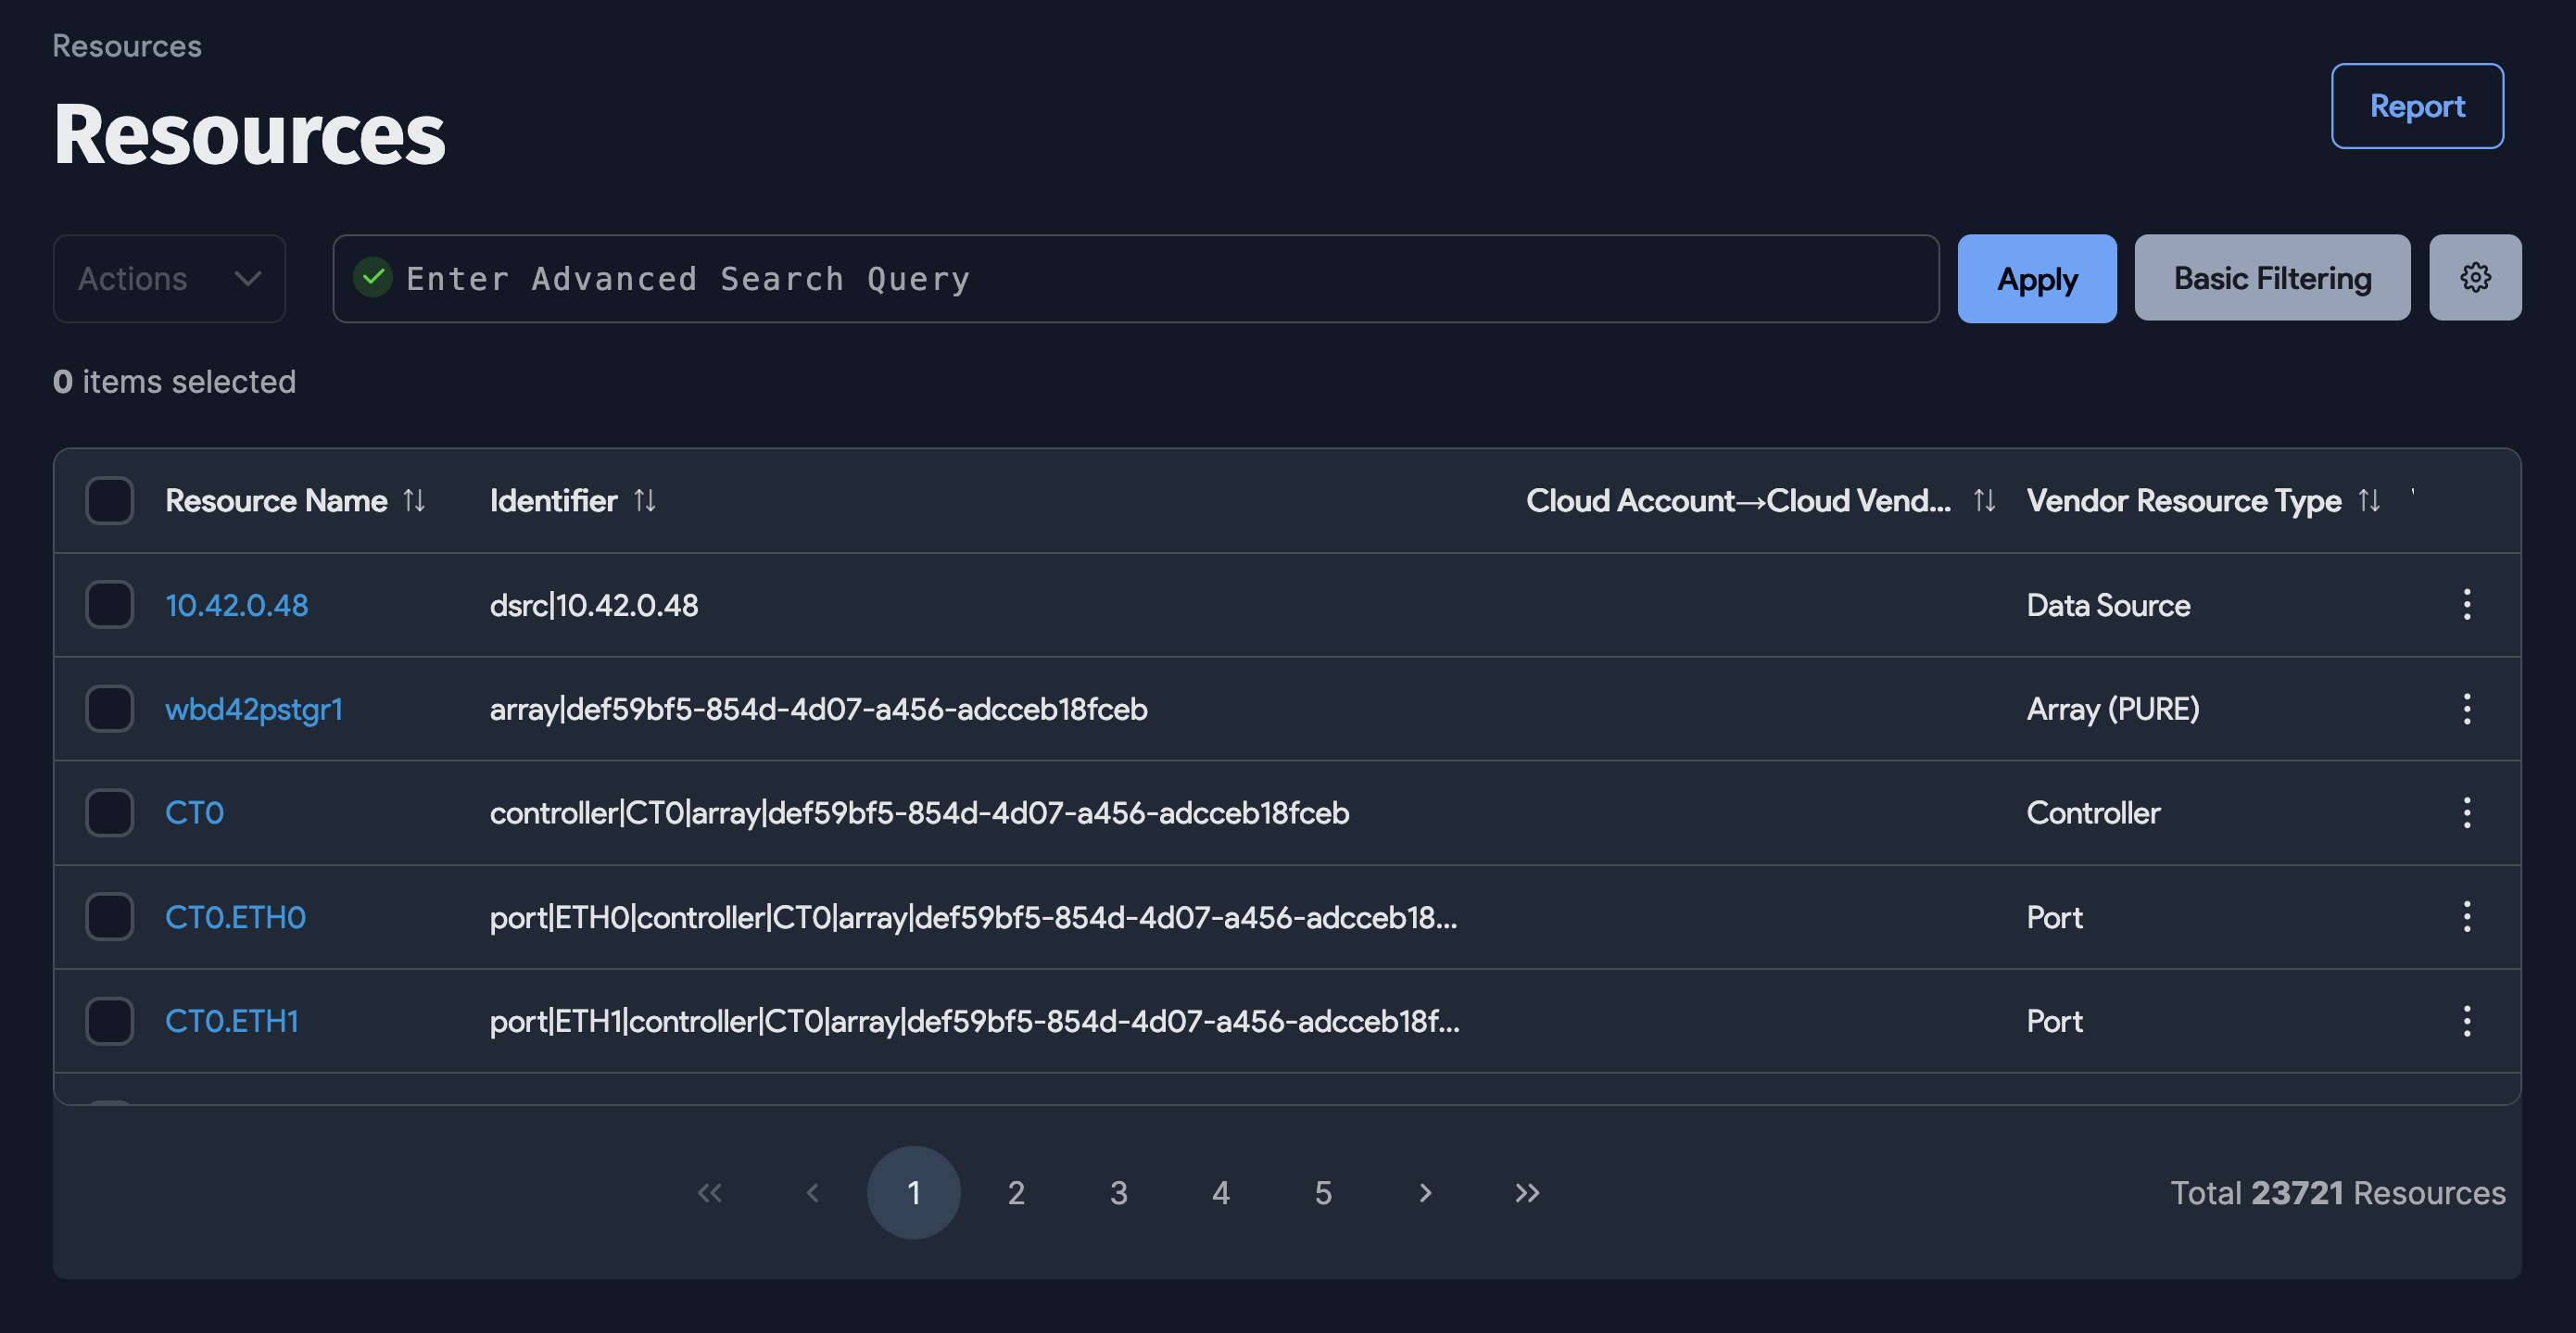 Resources
Resources
Report
Actions
Enter Advanced Search Query
Apply
Basic Filtering
0 items selected
Resource Name Identifier Cloud Account→Cloud Vend... Vendor Resource Type
10.42.0.48 dsrc|10.42.0.48 Data Source
wbd42pstgr1 array|def59bf5-854d-4d07-a456-adcceb18fceb Array (PURE)
CT0 controller|CT0|array|def59bf5-854d-4d07-a456-adcceb18fceb Controller
CT0.ETH0 port|ETH0|controller|CT0|array|def59bf5-854d-4d07-a456-adcceb18... Port
CT0.ETH1 port|ETH1|controller|CT0|array|def59bf5-854d-4d07-a456-adcceb18f... Port
« ‹ 1 2 3 4 5 › » Total 23721 Resources